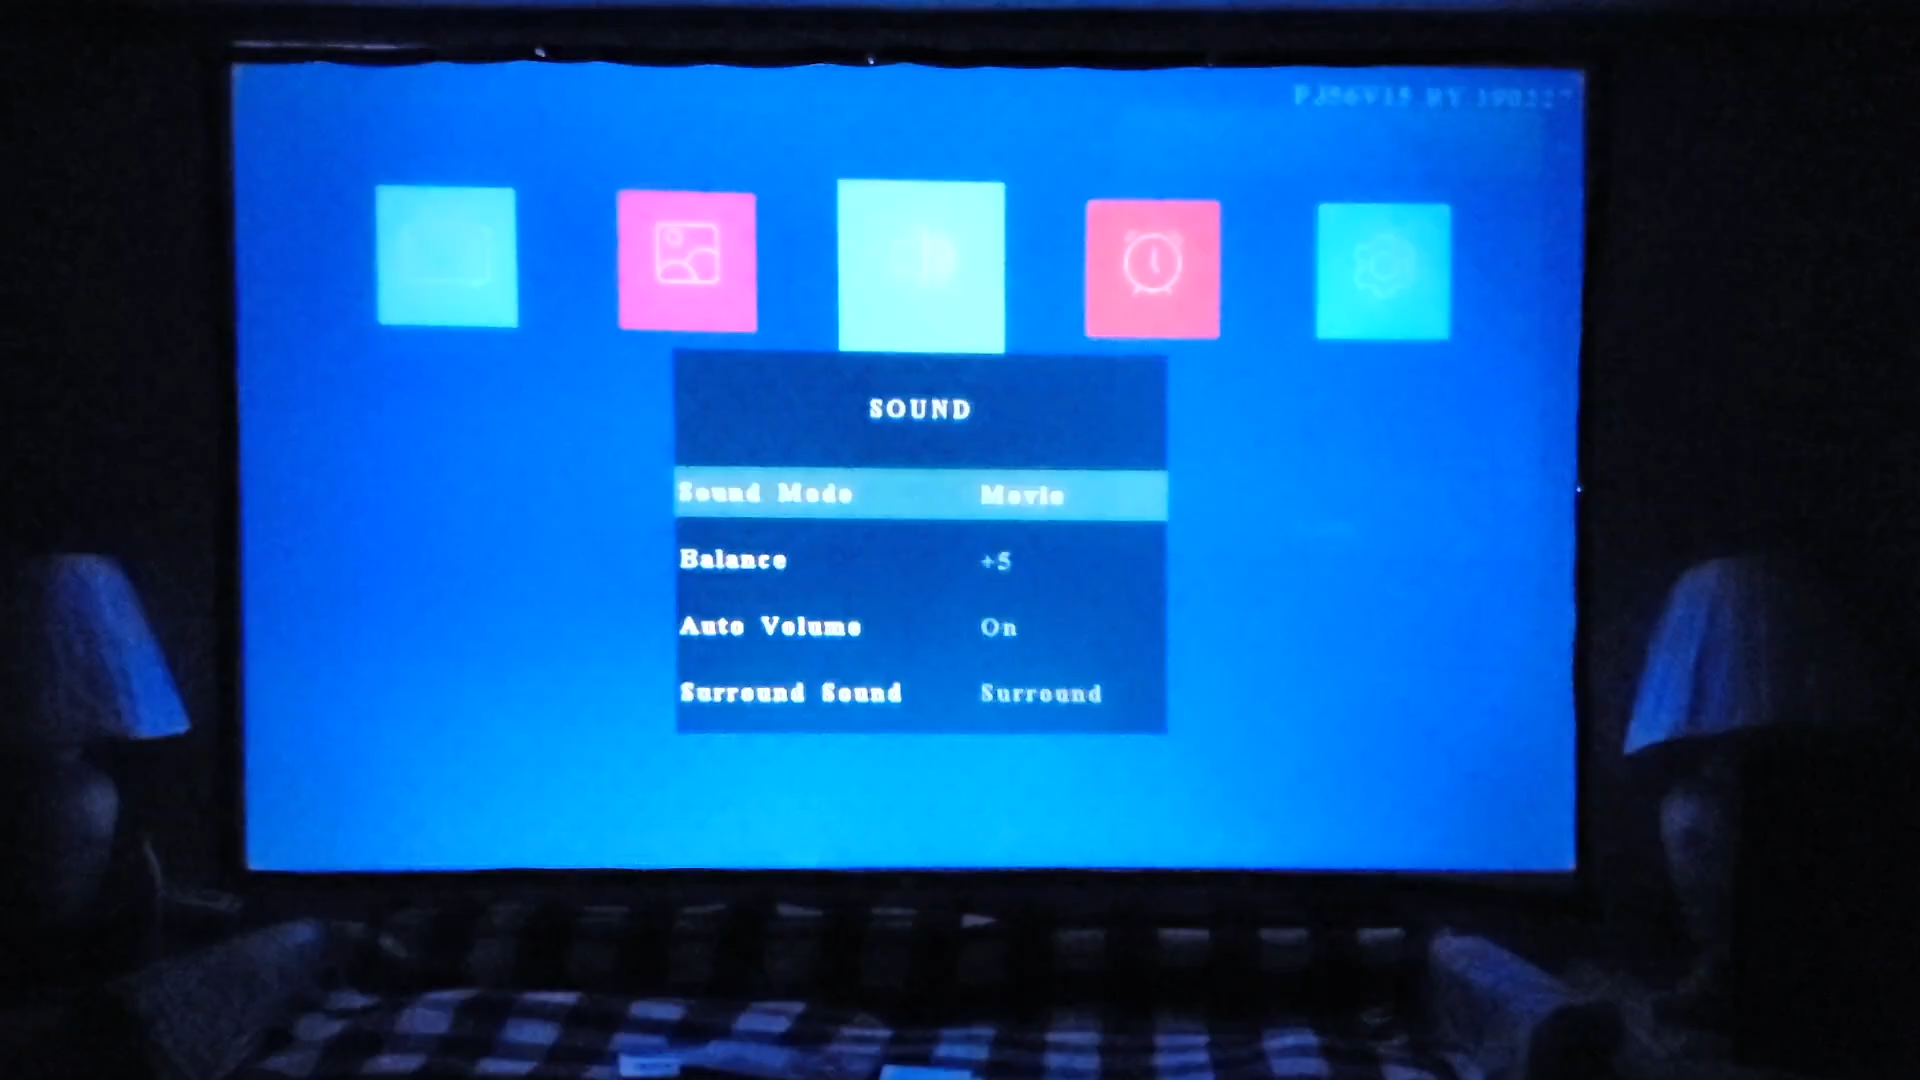 SOUND
Sound Mode Movie
Balance +5
Auto Volume On
Surround Sound Surround